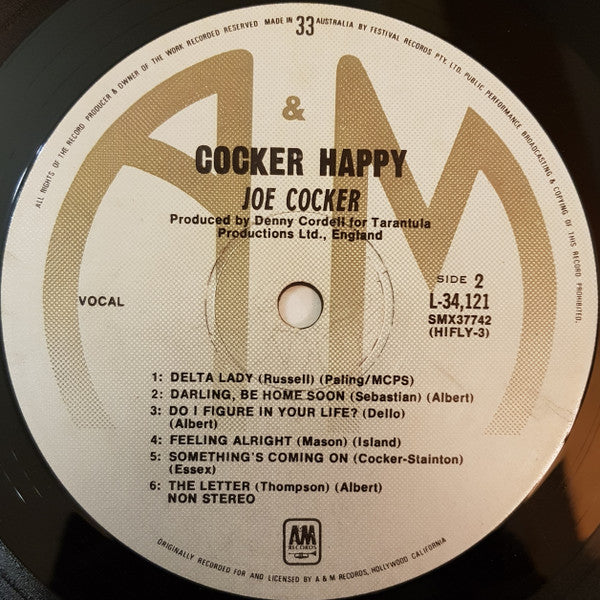 ALL RIGHTS OF THE RECORD PRODUCER & OWNER OF THE WORK RECORDED RESERVED. MADE IN 33 AUSTRALIA BY FESTIVAL RECORDS PTY. LTD. PUBLIC PERFORMANCE BROADCASTING & COPYING OF THIS RECORD PROHIBITED.
A&M
COCKER HAPPY
JOE COCKER
Produced by Denny Cordell for Tarantula
Productions Ltd., England
SIDE 2
VOCAL
L-34,121
SMX37742
(HIFLY-3)
1: DELTA LADY (Russell) (Paling/MCPS)
2: DARLING, BE HOME SOON (Sebastian) (Albert)
3: DO I FIGURE IN YOUR LIFE? (Dello)
(Albert)
4: FEELING ALRIGHT (Mason) (Island)
5: SOMETHING'S COMING ON (Cocker-Stainton)
(Essex)
6: THE LETTER (Thompson) (Albert)
NON STEREO
A&M
RECORDS
ORIGINALLY RECORDED FOR AND LICENSED BY A & M RECORDS, HOLLYWOOD CALIFORNIA